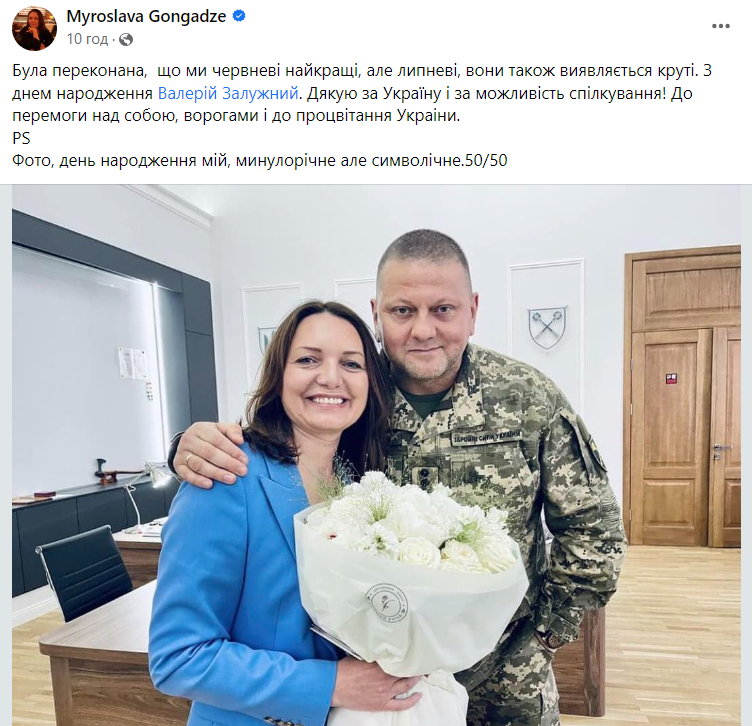 Myroslava Gongadze
10 год ·
Була переконана, що ми червневі найкращі, але липневі, вони також виявляється круті. З
днем народження Валерій Залужний. Дякую за Україну і за можливість спілкування! До
перемоги над собою, ворогами і до процвітання Украіни.
PS
Фото, день народження мій, минулорічне але символічне.50/50
ЗБРОЙНІ СИЛИ УКРАЇНИ